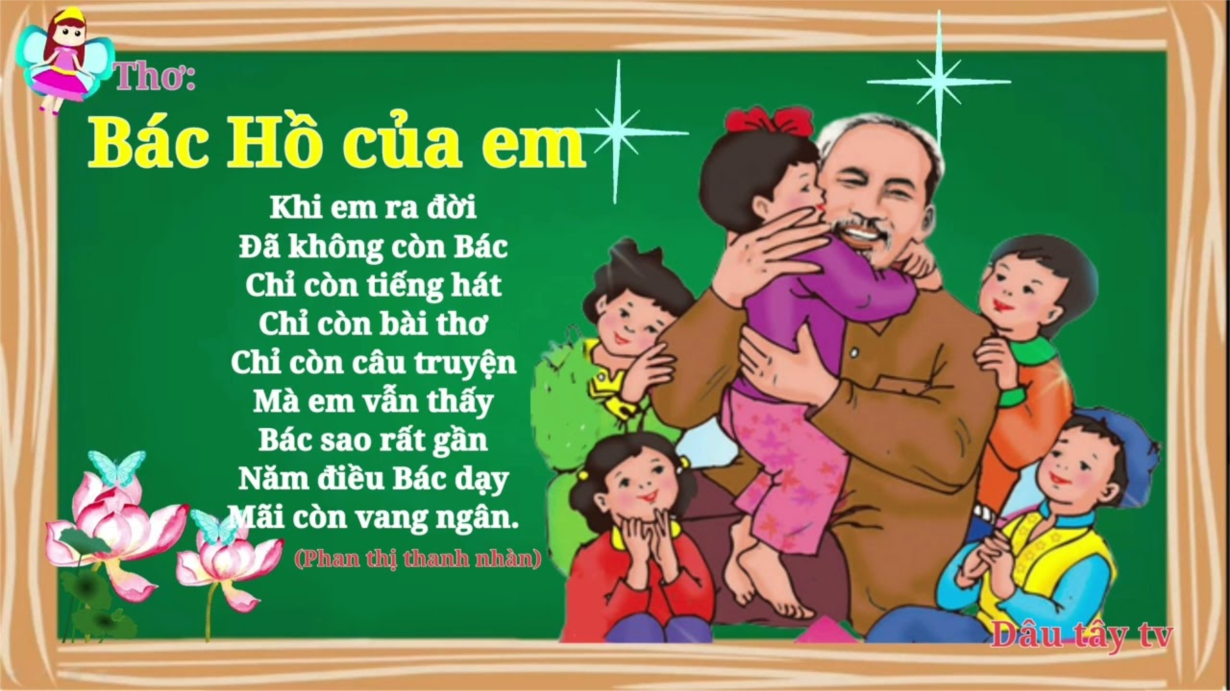 Thơ:
Bác Hồ của em
Khi em ra đời
Đã không còn Bác
Chỉ còn tiếng hát
Chỉ còn bài thơ
Chỉ còn câu truyện
Mà em vẫn thấy
Bác sao rất gần
Năm điều Bác dạy
Mãi còn vang ngân.
(Phan thị thanh nhàn)
Dâu tây tv